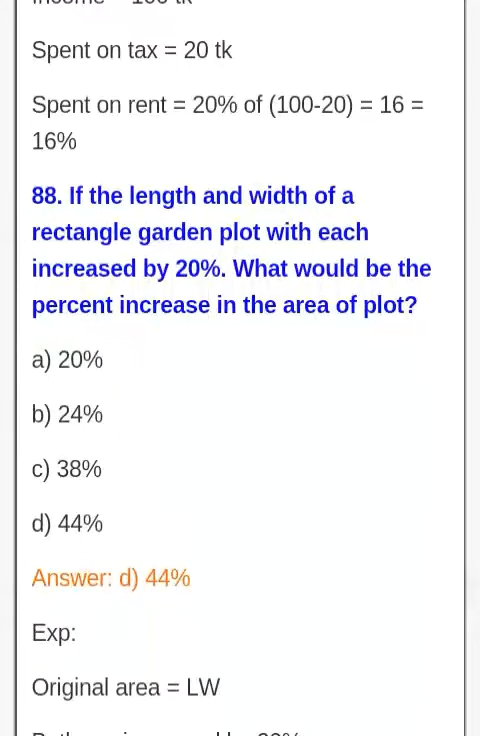 Spent on tax = 20 tk
Spent on rent = 20% of (100-20) = 16 =
16%
88. If the length and width of a
rectangle garden plot with each
increased by 20%. What would be the
percent increase in the area of plot?
a) 20%
b) 24%
c) 38%
d) 44%
Answer: d) 44%
Exp:
Original area = LW